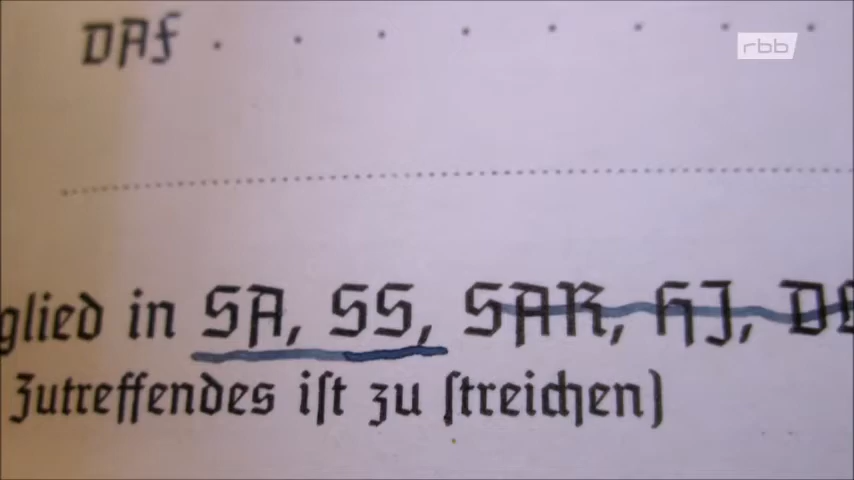 rbb
DAF . . . . . . . .
glied in SA, SS, SAR, HJ,
Zutreffendes ist zu streichen)